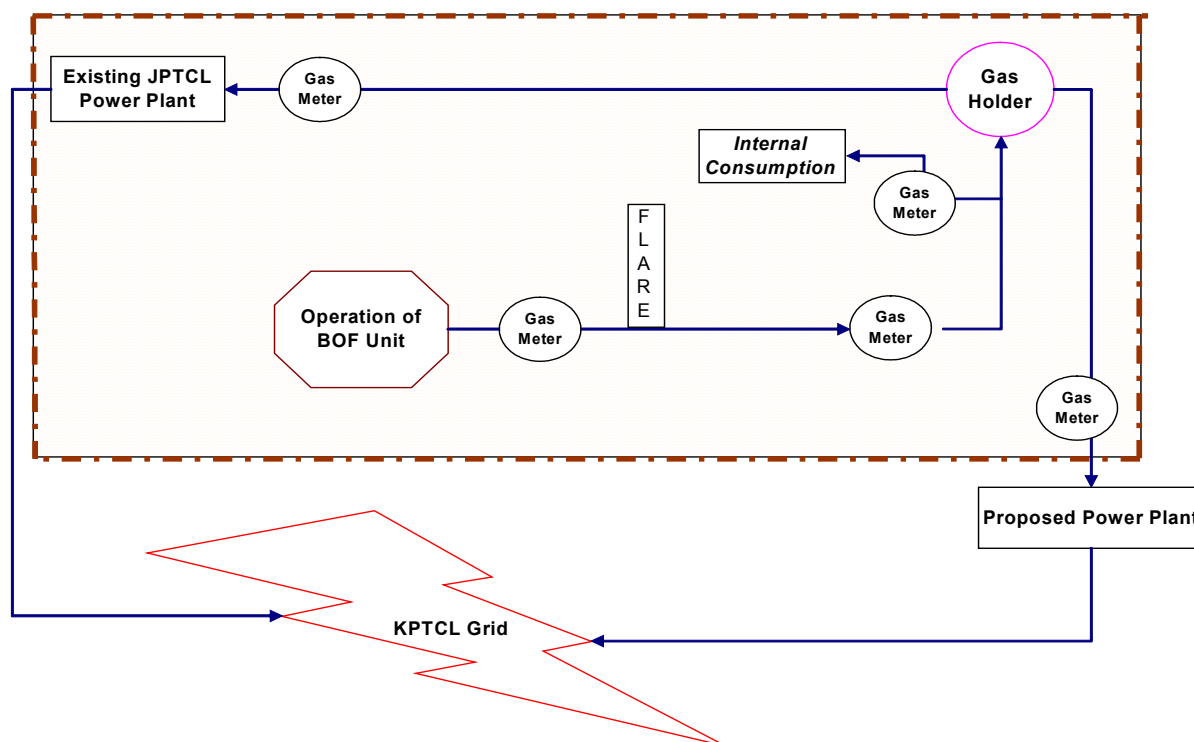 Existing JPTCL
Power Plant
Gas
Meter
Gas
Holder
Internal
Consumption
Gas
Meter
F
L
A
R
E
Operation of
BOF Unit
Gas
Meter
Gas
Meter
Gas
Meter
Proposed Power Plant
KPTCL Grid